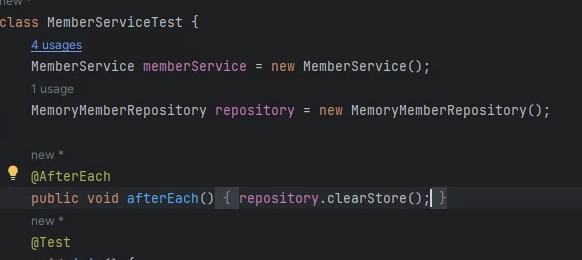 new *
class MemberServiceTest {
4 usages
MemberService memberService = new MemberService();
1 usage
MemoryMemberRepository repository = new MemoryMemberRepository();
new *
@AfterEach
public void afterEach() { repository.clearStore(); }
new *
@Test